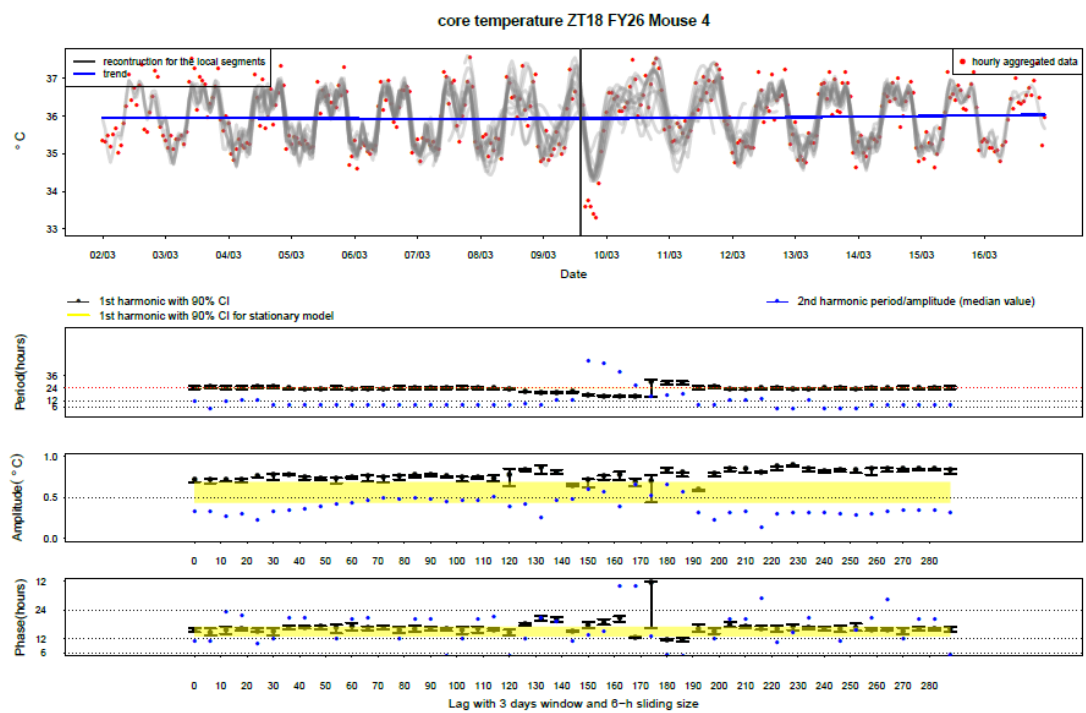 core temperature ZT18 FY26 Mouse 4
recontruction for the local segments
trend
hourly aggregated data
37
36
35
34
33
° C
02/03 03/03 04/03 05/03 06/03 07/03 08/03 09/03 10/03 11/03 12/03 13/03 14/03 15/03 16/03
Date
1st harmonic with 90% CI
1st harmonic with 90% CI for stationary model
2nd harmonic period/amplitude (median value)
Period(hours)
36
24
12
6
Amplitude( ° C)
1.0
0.5
0.0
0 10 20 30 40 50 60 70 80 90 100 110 120 130 140 150 160 170 180 190 200 210 220 230 240 250 260 270 280
Phase(hours)
12
24
12
6
0 10 20 30 40 50 60 70 80 90 100 110 120 130 140 150 160 170 180 190 200 210 220 230 240 250 260 270 280
Lag with 3 days window and 6−h sliding size